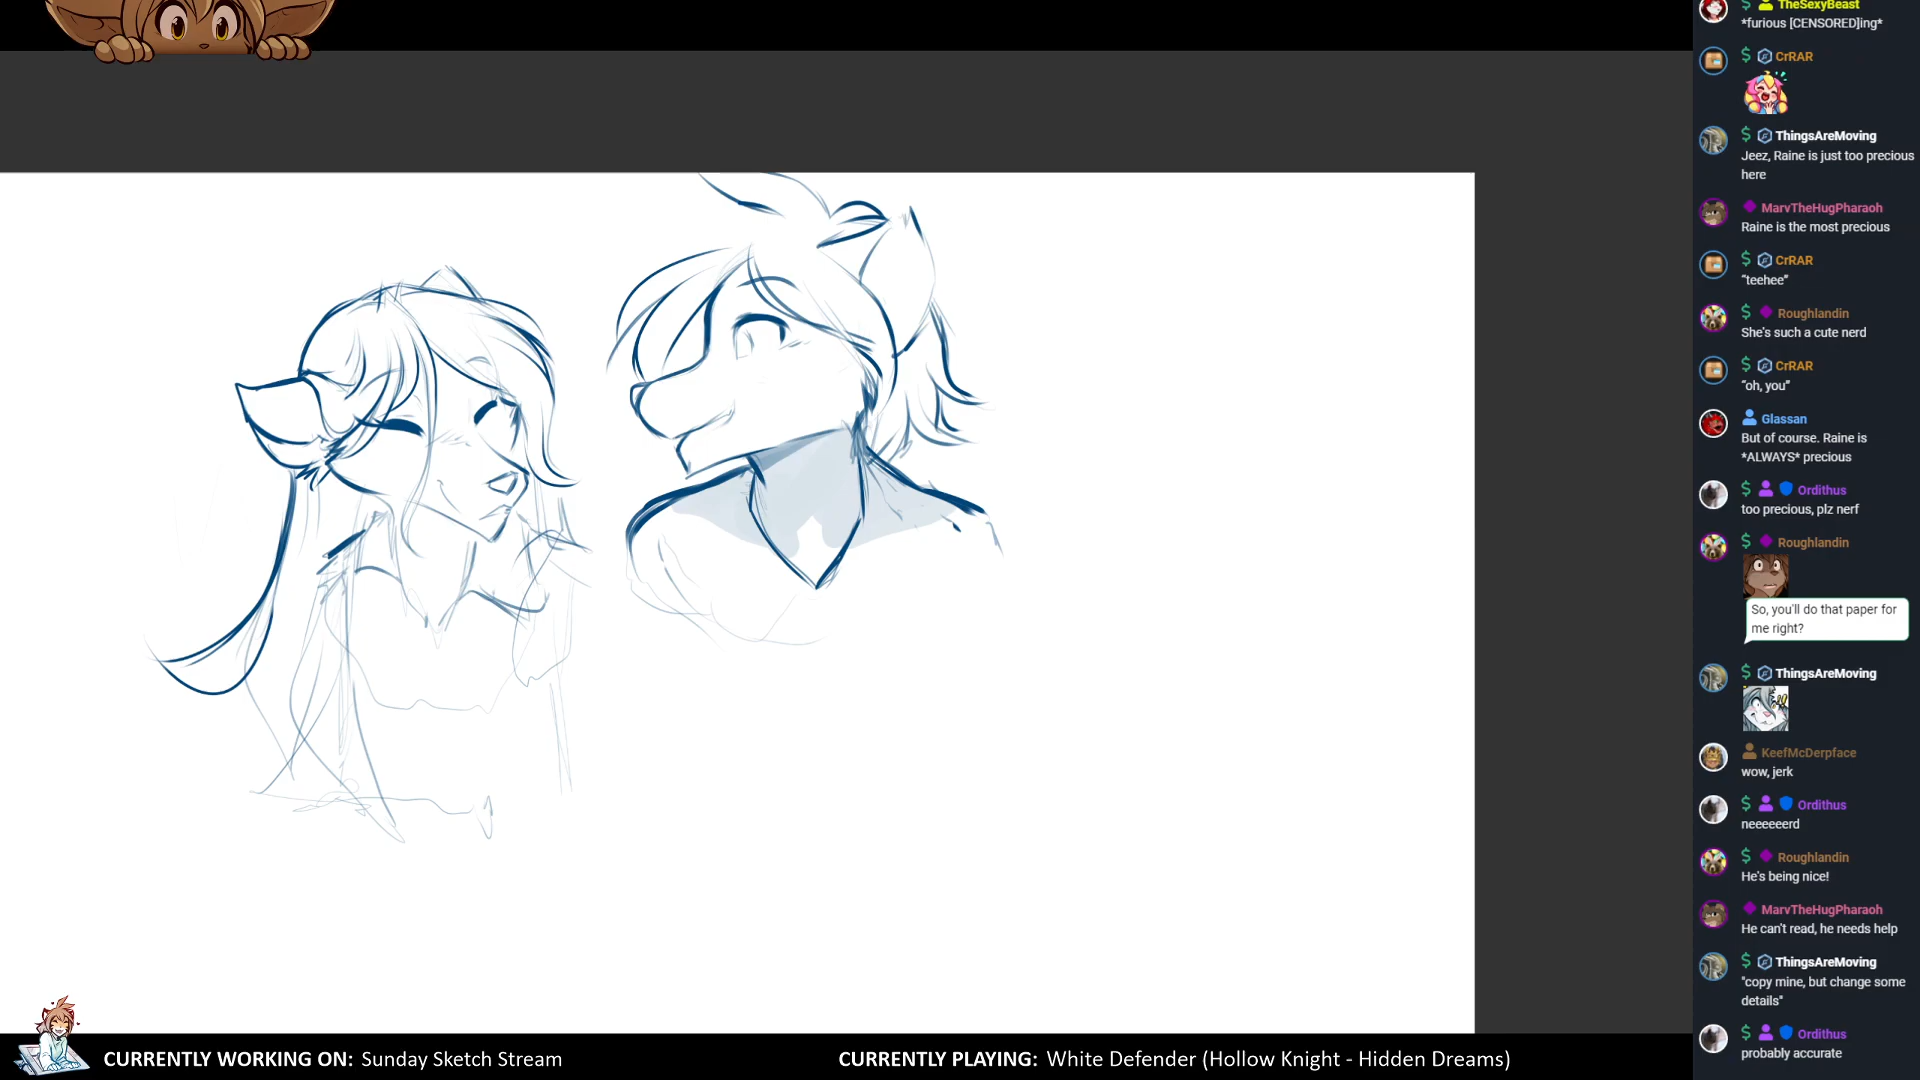 TheSexyBeast
*furious [CENSORED]ing*
CrRAR
ThingsAreMoving
Jeez, Raine is just too precious
here
MarvTheHugPharaoh
Raine is the most precious
CrRAR
“teehee”
Roughlandin
She's such a cute nerd
CrRAR
“oh, you”
Glassan
But of course. Raine is
*ALWAYS* precious
Ordithus
too precious, plz nerf
Roughlandin
So, you'll do that paper for
me right?
ThingsAreMoving
KeefMcDerpface
wow, jerk
Ordithus
neeeeeerd
Roughlandin
He's being nice!
MarvTheHugPharaoh
He can't read, he needs help
ThingsAreMoving
"copy mine, but change some
details"
Ordithus
probably accurate
CURRENTLY WORKING ON: Sunday Sketch Stream
CURRENTLY PLAYING: White Defender (Hollow Knight - Hidden Dreams)